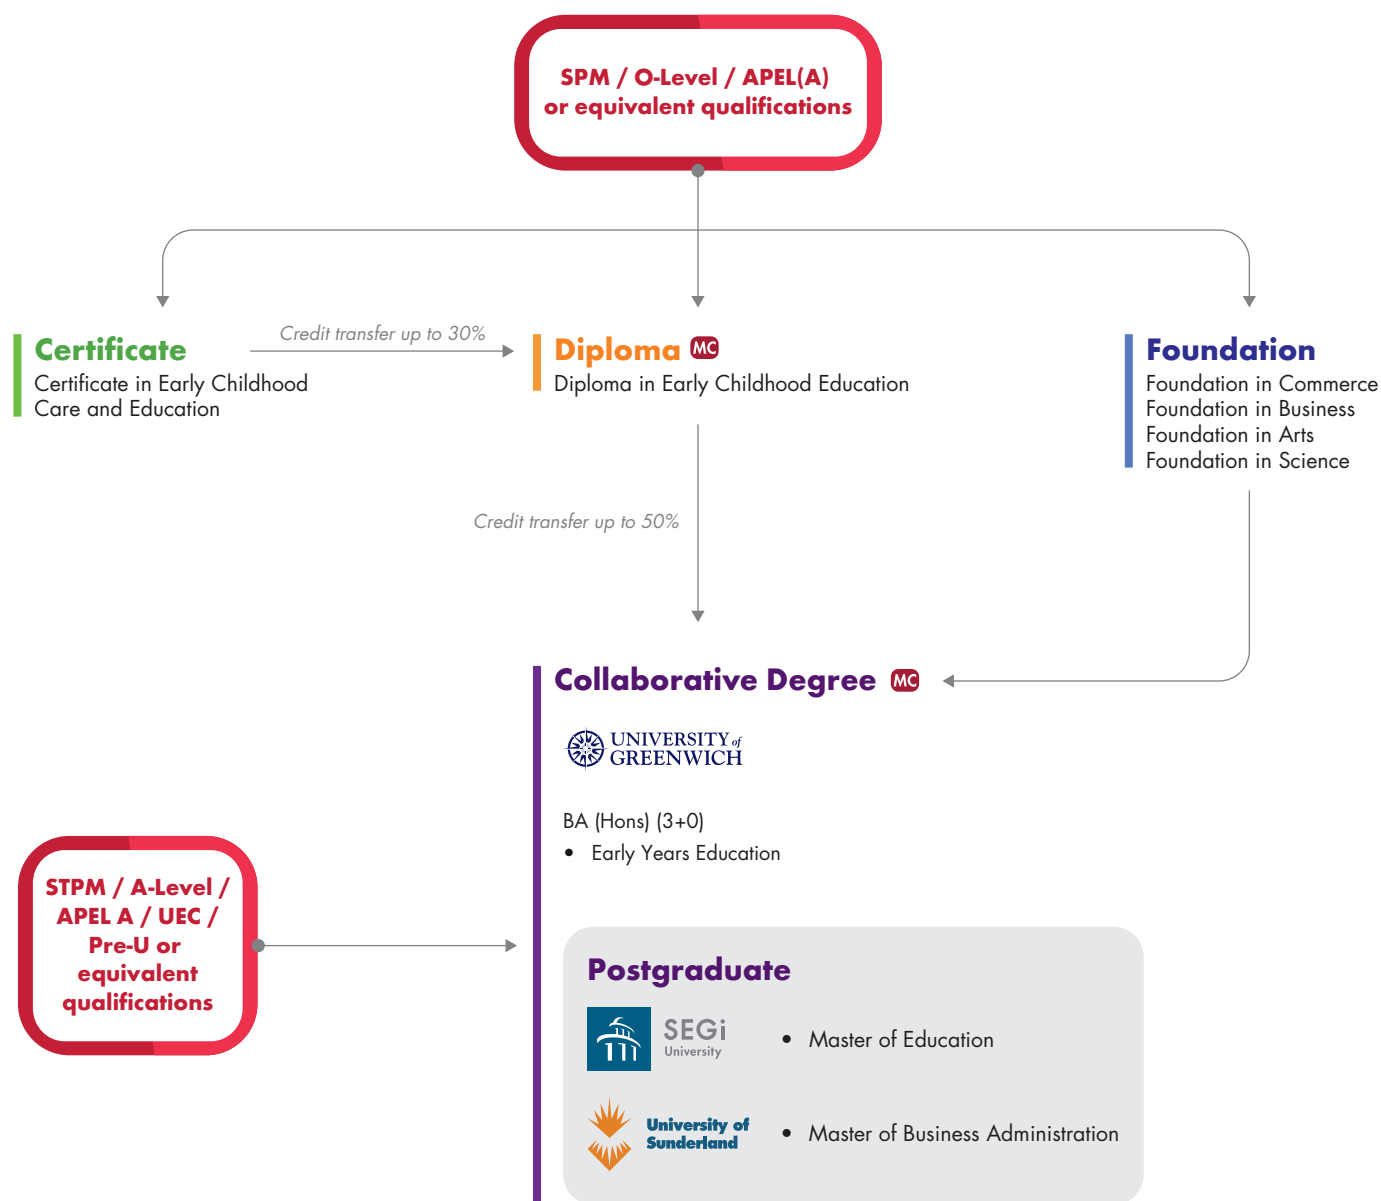 SPM / O-Level / APEL(A)
or equivalent qualifications
Certificate
Certificate in Early Childhood
Care and Education
Credit transfer up to 30%
Diploma MC
Diploma in Early Childhood Education
Foundation
Foundation in Commerce
Foundation in Business
Foundation in Arts
Foundation in Science
Credit transfer up to 50%
Collaborative Degree MC
UNIVERSITY of
GREENWICH
BA (Hons) (3+0)
• Early Years Education
STPM / A-Level /
APEL A / UEC /
Pre-U or
equivalent
qualifications
Postgraduate
SEGi
University
• Master of Education
University of
Sunderland
• Master of Business Administration